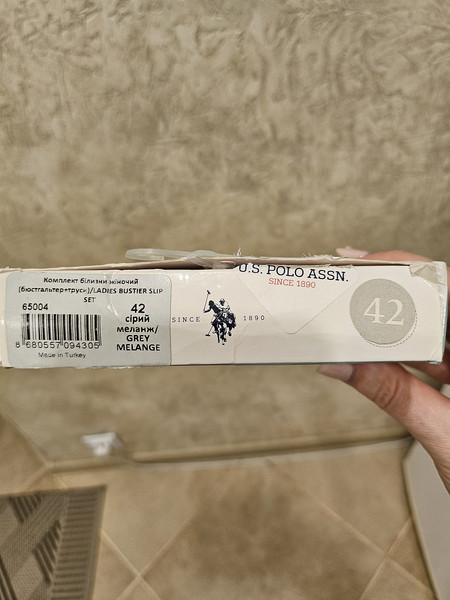 Комплект білизни жіночий
(бюстгальтер+труси)/LADIES BUSTIER SLIP
SET
65004
42
сірий
меланж/
GREY
MELANGE
8 680557 094305
Made in Turkey
U.S. POLO ASSN.
SINCE 1890
SINCE 1890
42